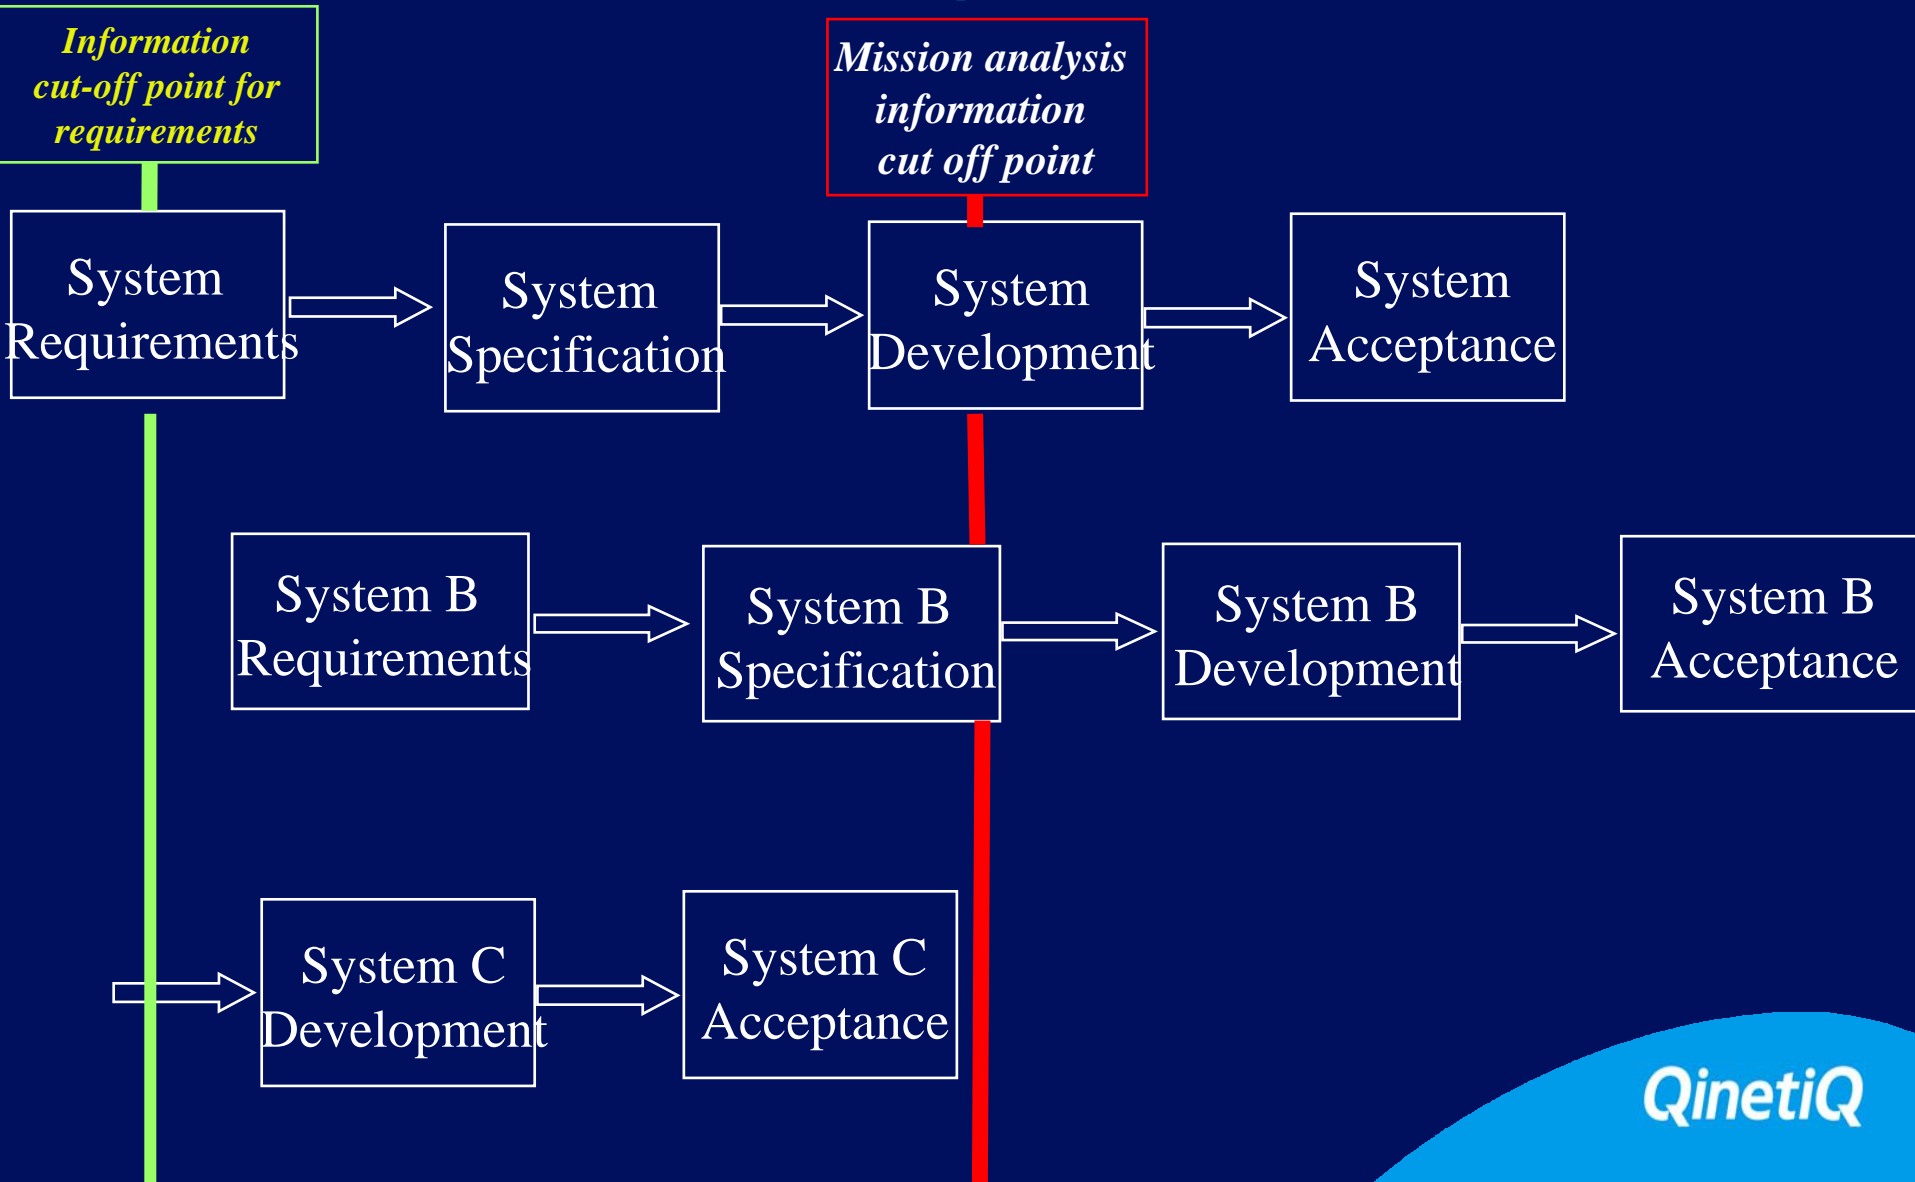 Information
cut-off point for
requirements
Mission analysis
information
cut off point
System
Requirements
System
Specification
System
Development
System
Acceptance
System B
Requirements
System B
Specification
System B
Development
System B
Acceptance
System C
Development
System C
Acceptance
QinetiQ